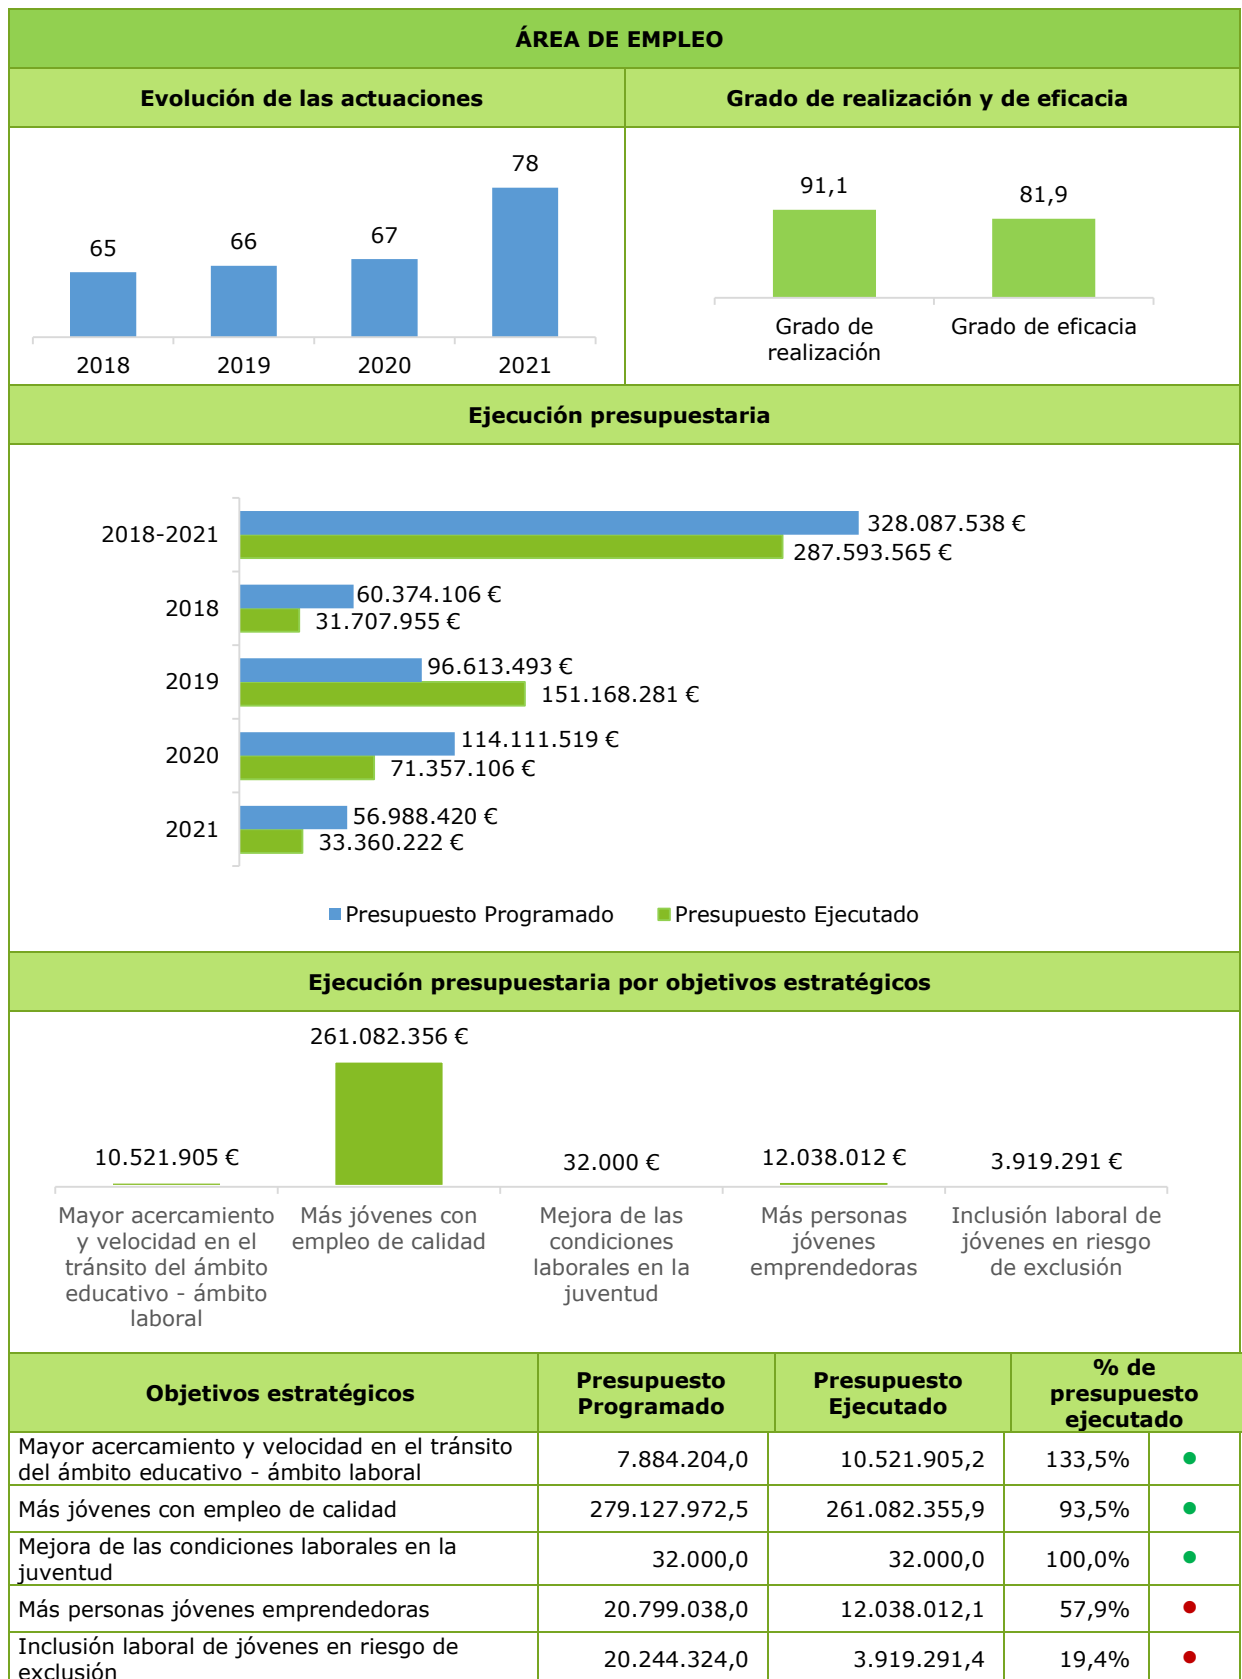 ÁREA DE EMPLEO
Evolución de las actuaciones
Grado de realización y de eficacia
65
66
67
78
2018
2019
2020
2021
91,1
81,9
Grado de
realización
Grado de eficacia
Ejecución presupuestaria
2018-2021
328.087.538 €
287.593.565 €
2018
60.374.106 €
31.707.955 €
2019
96.613.493 €
151.168.281 €
2020
114.111.519 €
71.357.106 €
2021
56.988.420 €
33.360.222 €
Presupuesto Programado
Presupuesto Ejecutado
Ejecución presupuestaria por objetivos estratégicos
10.521.905 €
261.082.356 €
32.000 €
12.038.012 €
3.919.291 €
Mayor acercamiento
y velocidad en el
tránsito del ámbito
educativo - ámbito
laboral
Más jóvenes con
empleo de calidad
Mejora de las
condiciones
laborales en la
juventud
Más personas
jóvenes
emprendedoras
Inclusión laboral de
jóvenes en riesgo
de exclusión
Objetivos estratégicos
Presupuesto
Programado
Presupuesto
Ejecutado
% de
presupuesto
ejecutado
Mayor acercamiento y velocidad en el tránsito
del ámbito educativo - ámbito laboral
7.884.204,0
10.521.905,2
133,5%
Más jóvenes con empleo de calidad
279.127.972,5
261.082.355,9
93,5%
Mejora de las condiciones laborales en la
juventud
32.000,0
32.000,0
100,0%
Más personas jóvenes emprendedoras
20.799.038,0
12.038.012,1
57,9%
Inclusión laboral de jóvenes en riesgo de
exclusión
20.244.324,0
3.919.291,4
19,4%